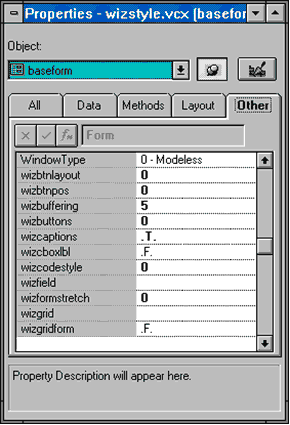 Properties - wizstyle.vcx (baseform
Object:
baseform
All Data Methods Layout Other
fx Form
WindowType 0 - Modeless
wizbtnlayout 0
wizbtnpos 0
wizbuffering 5
wizbuttons 0
wizcaptions .T.
wizcboxlbl .F.
wizcodestyle 0
wizfield
wizformstretch 0
wizgrid
wizgridform .F.
Property Description will appear here.